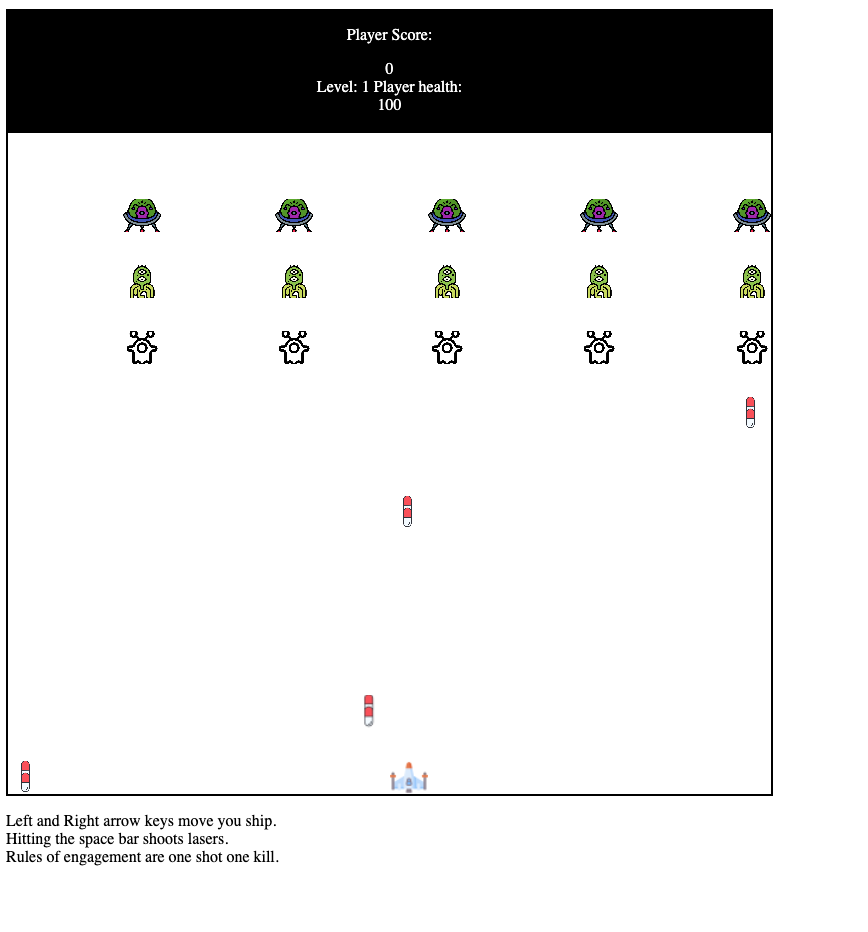 Player Score:
0
Level: 1 Player health:
100
Left and Right arrow keys move you ship.
Hitting the space bar shoots lasers.
Rules of engagement are one shot one kill.